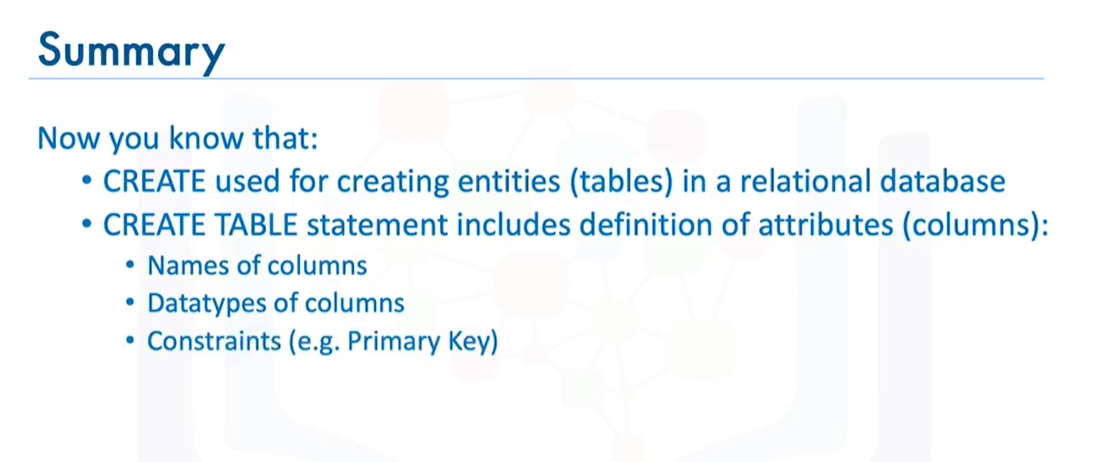 Summary
Now you know that:
• CREATE used for creating entities (tables) in a relational database
• CREATE TABLE statement includes definition of attributes (columns):
• Names of columns
• Datatypes of columns
• Constraints (e.g. Primary Key)